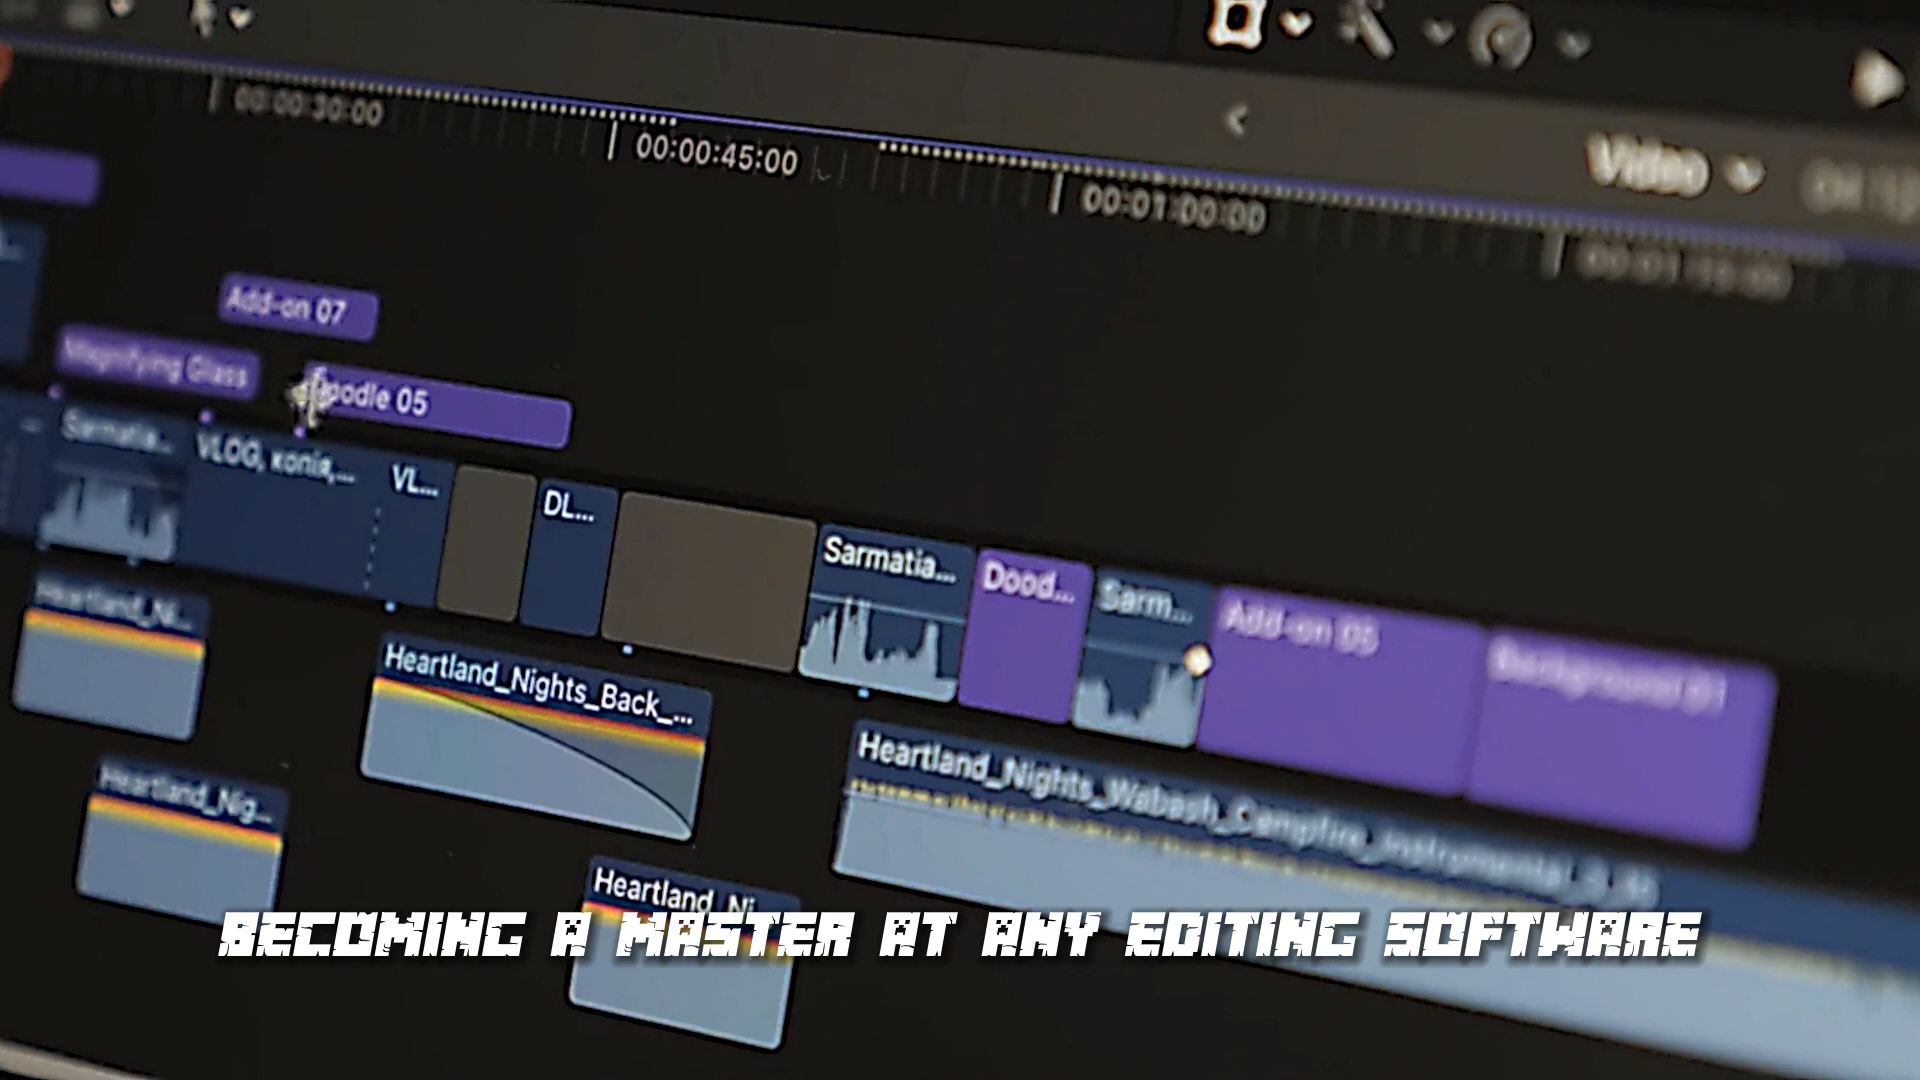 00:00:30:00
00:00:45:00
00:01:00:00
Video
Add-on 07
Magnifying Glass
Doodle 05
Sarmatia...
VLOG, копія,...
VL...
DL...
Sarmatia...
Dood...
Sarm...
Add-on 05
Background 01
Heartland_Ni...
Heartland_Nights_Back_...
Heartland_Nights_Wabash_Campfire_Instrumental
Heartland_Nig...
Heartland_Ni...
BECOMING A MASTER AT ANY EDITING SOFTWARE